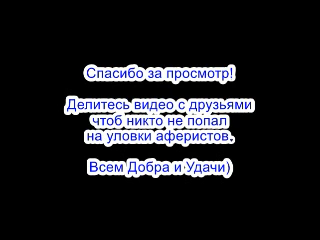 Спасибо за просмотр!
Делитесь видео с друзьями
чтоб никто не попал
на уловки аферистов.
Всем Добра и Удачи)